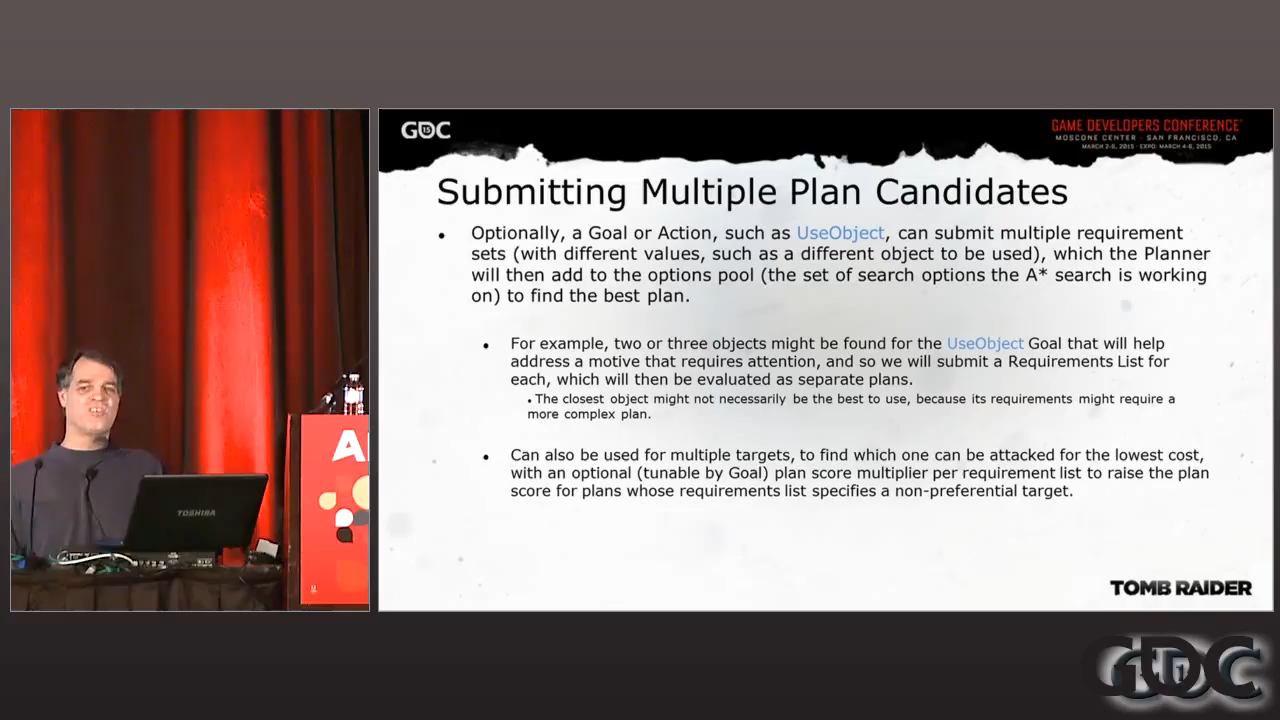 GDC
15
GAME DEVELOPERS CONFERENCE
MOSCONE CENTER · SAN FRANCISCO, CA
MARCH 2-6, 2015 · EXPO: MARCH 4-6, 2015
Submitting Multiple Plan Candidates
• Optionally, a Goal or Action, such as UseObject, can submit multiple requirement
sets (with different values, such as a different object to be used), which the Planner
will then add to the options pool (the set of search options the A* search is working
on) to find the best plan.
• For example, two or three objects might be found for the UseObject Goal that will help
address a motive that requires attention, and so we will submit a Requirements List for
each, which will then be evaluated as separate plans.
• The closest object might not necessarily be the best to use, because its requirements might require a
more complex plan.
• Can also be used for multiple targets, to find which one can be attacked for the lowest cost,
with an optional (tunable by Goal) plan score multiplier per requirement list to raise the plan
score for plans whose requirements list specifies a non-preferential target.
TOSHIBA
AI
TOMB RAIDER
GDC